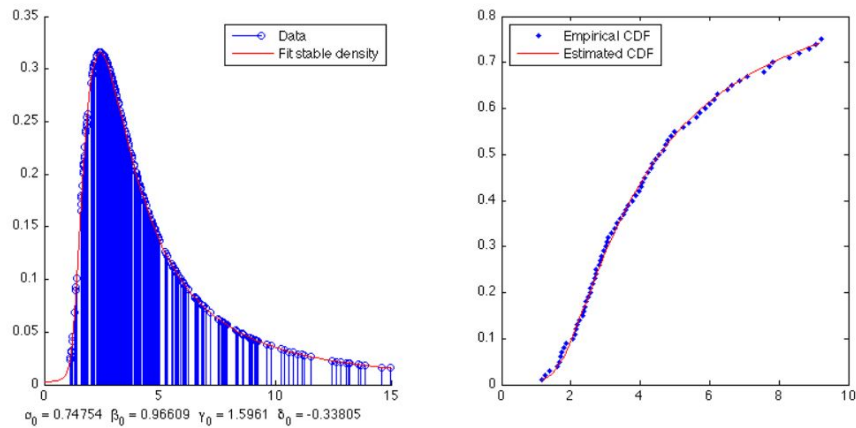 0.35
0.3
0.25
0.2
0.15
0.1
0.05
0
0 5 10 15
Data
Fit stable density
α₀ = 0.74754 β₀ = 0.96609 γ₀ = 1.5961 δ₀ = -0.33805
0.8
0.7
0.6
0.5
0.4
0.3
0.2
0.1
0
0 2 4 6 8 10
Empirical CDF
Estimated CDF